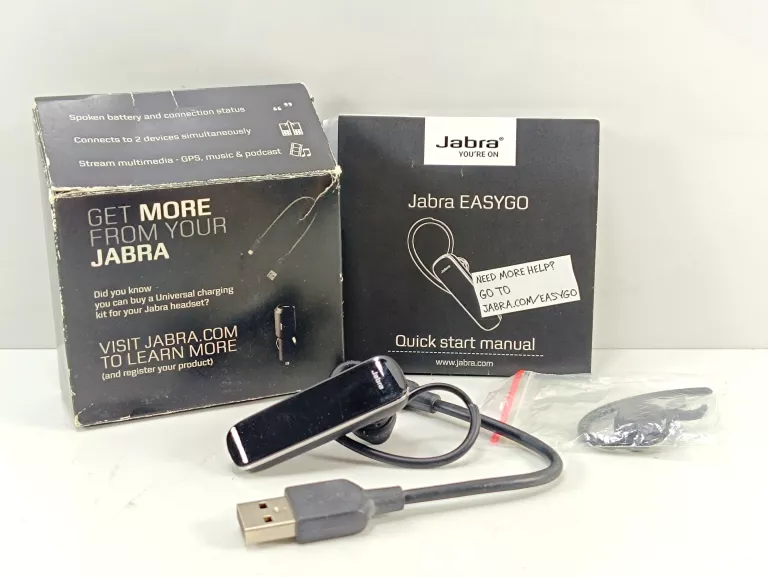 Spoken battery and connection status
Connects to 2 devices simultaneously
Stream multimedia - GPS, music & podcast
GET MORE
FROM YOUR
JABRA
Did you know
you can buy a Universal charging
kit for your Jabra headset?
VISIT JABRA.COM
TO LEARN MORE
(and register your product)
Jabra®
YOU'RE ON
Jabra EASYGO
NEED MORE HELP?
GO TO
JABRA.COM/EASYGO
Quick start manual
www.jabra.com
Jabra